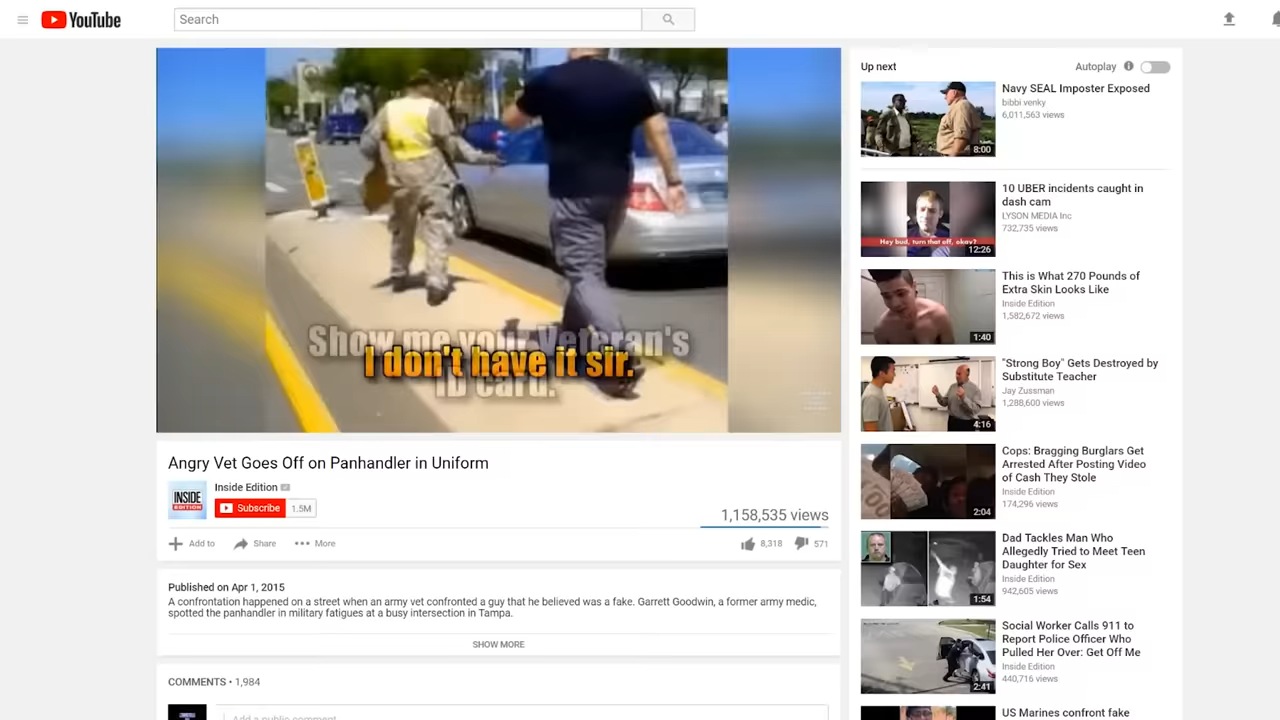 YouTube
Search
Show me your Veteran's
I don't have it sir.
ID card.
Angry Vet Goes Off on Panhandler in Uniform
INSIDE
EDITION
Inside Edition
Subscribe 1.5M
1,158,535 views
Add to Share More
8,318 571
Published on Apr 1, 2015
A confrontation happened on a street when an army vet confronted a guy that he believed was a fake. Garrett Goodwin, a former army medic,
spotted the panhandler in military fatigues at a busy intersection in Tampa.
SHOW MORE
COMMENTS • 1,984
Add a public comment
Up next Autoplay
8:00
Navy SEAL Imposter Exposed
bibbi venky
6,011,563 views
Hey bud, turn that off, okay?
12:26
10 UBER incidents caught in
dash cam
LYSON MEDIA Inc
732,735 views
1:40
This is What 270 Pounds of
Extra Skin Looks Like
Inside Edition
1,582,672 views
4:16
"Strong Boy" Gets Destroyed by
Substitute Teacher
Jay Zussman
1,288,600 views
2:04
Cops: Bragging Burglars Get
Arrested After Posting Video
of Cash They Stole
Inside Edition
174,296 views
1:54
Dad Tackles Man Who
Allegedly Tried to Meet Teen
Daughter for Sex
Inside Edition
942,605 views
2:41
Social Worker Calls 911 to
Report Police Officer Who
Pulled Her Over: Get Off Me
Inside Edition
440,716 views
US Marines confront fake